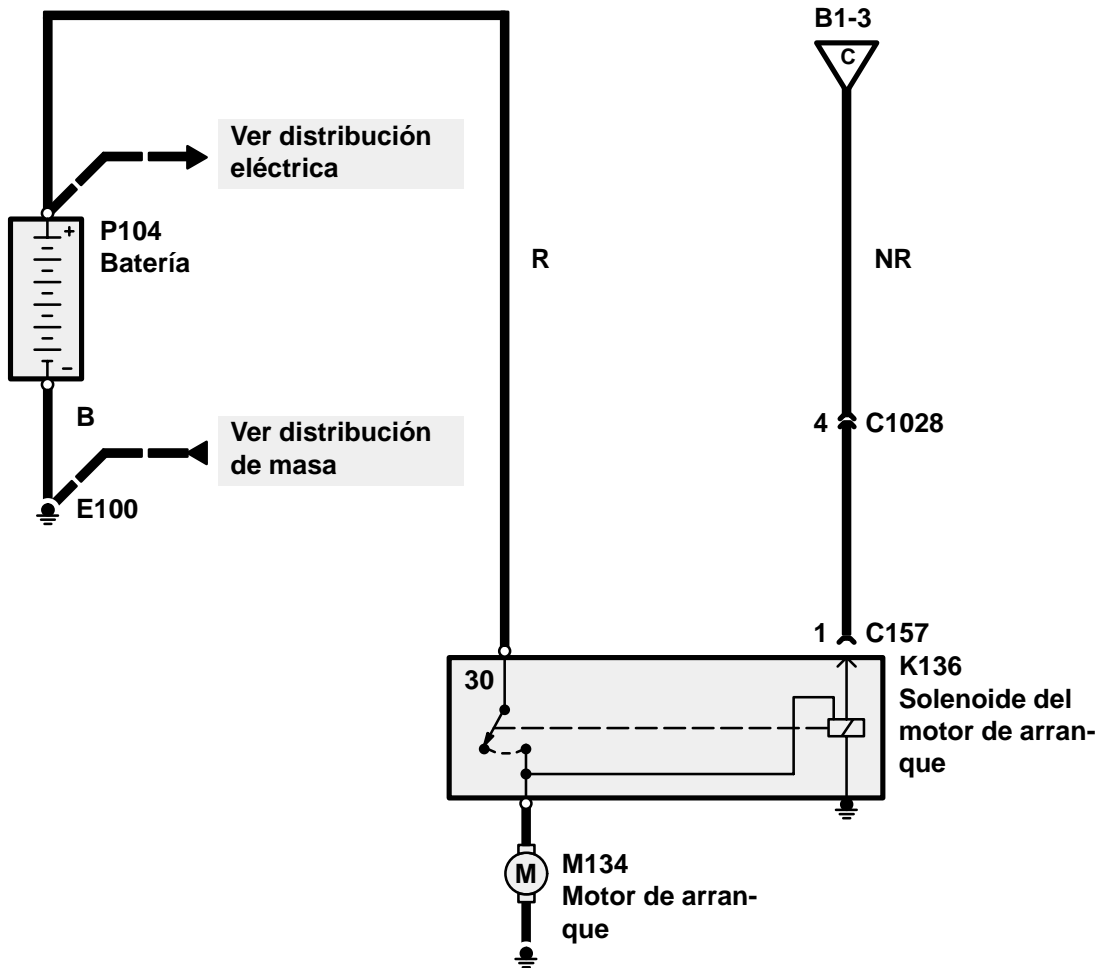 B1-3
C
Ver distribución
eléctrica
+
P104
Batería
R
NR
–
B
Ver distribución
de masa
4 C1028
E100
1 C157
30
K136
Solenoide del
motor de arran-
que
M
M134
Motor de arran-
que